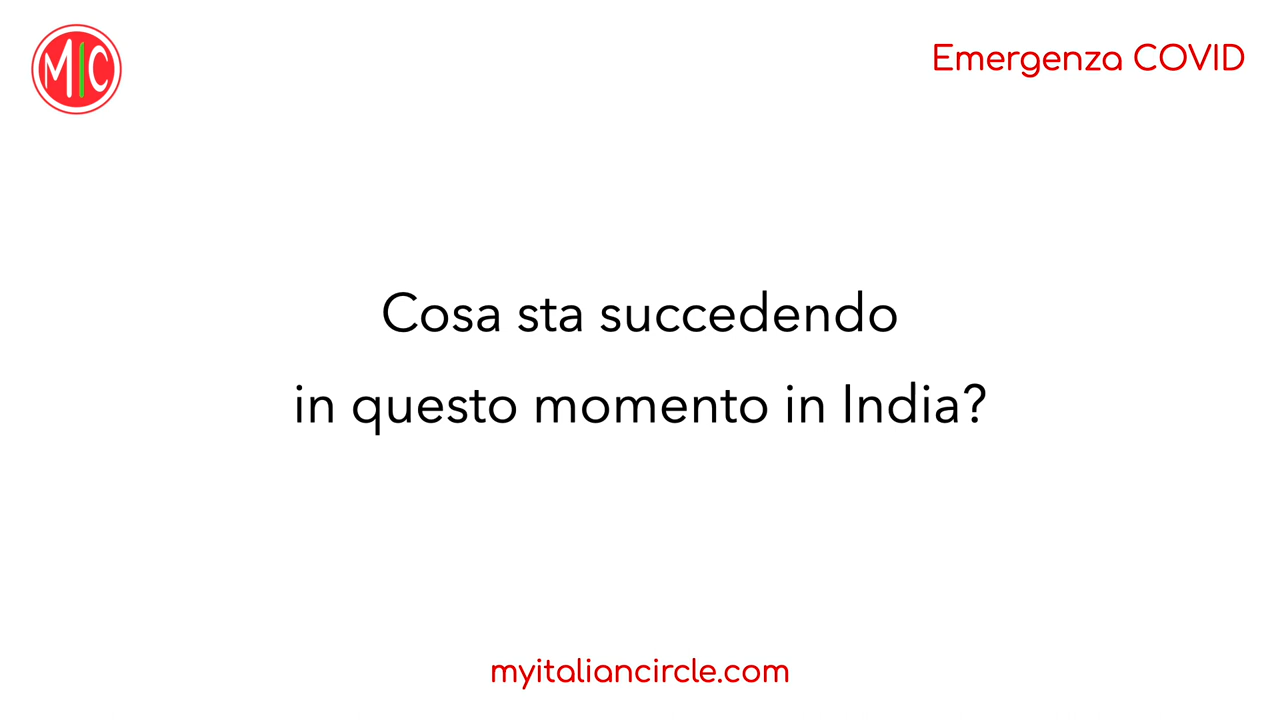 MIC
Emergenza COVID
Cosa sta succedendo
in questo momento in India?
myitaliancircle.com